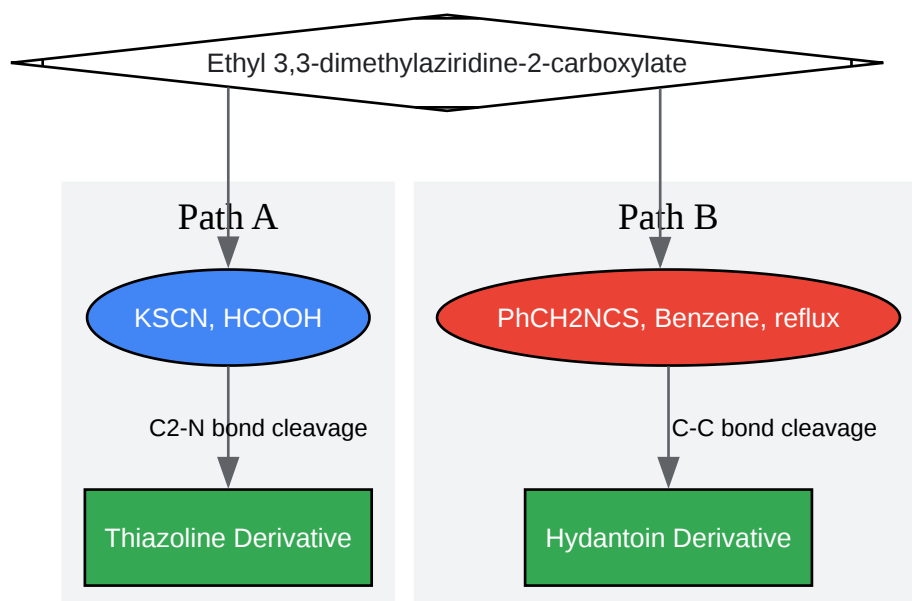 Ethyl 3,3-dimethylaziridine-2-carboxylate
Path A
Path B
KSCN, HCOOH
PhCH2NCS, Benzene, reflux
C2-N bond cleavage
C-C bond cleavage
Thiazoline Derivative
Hydantoin Derivative